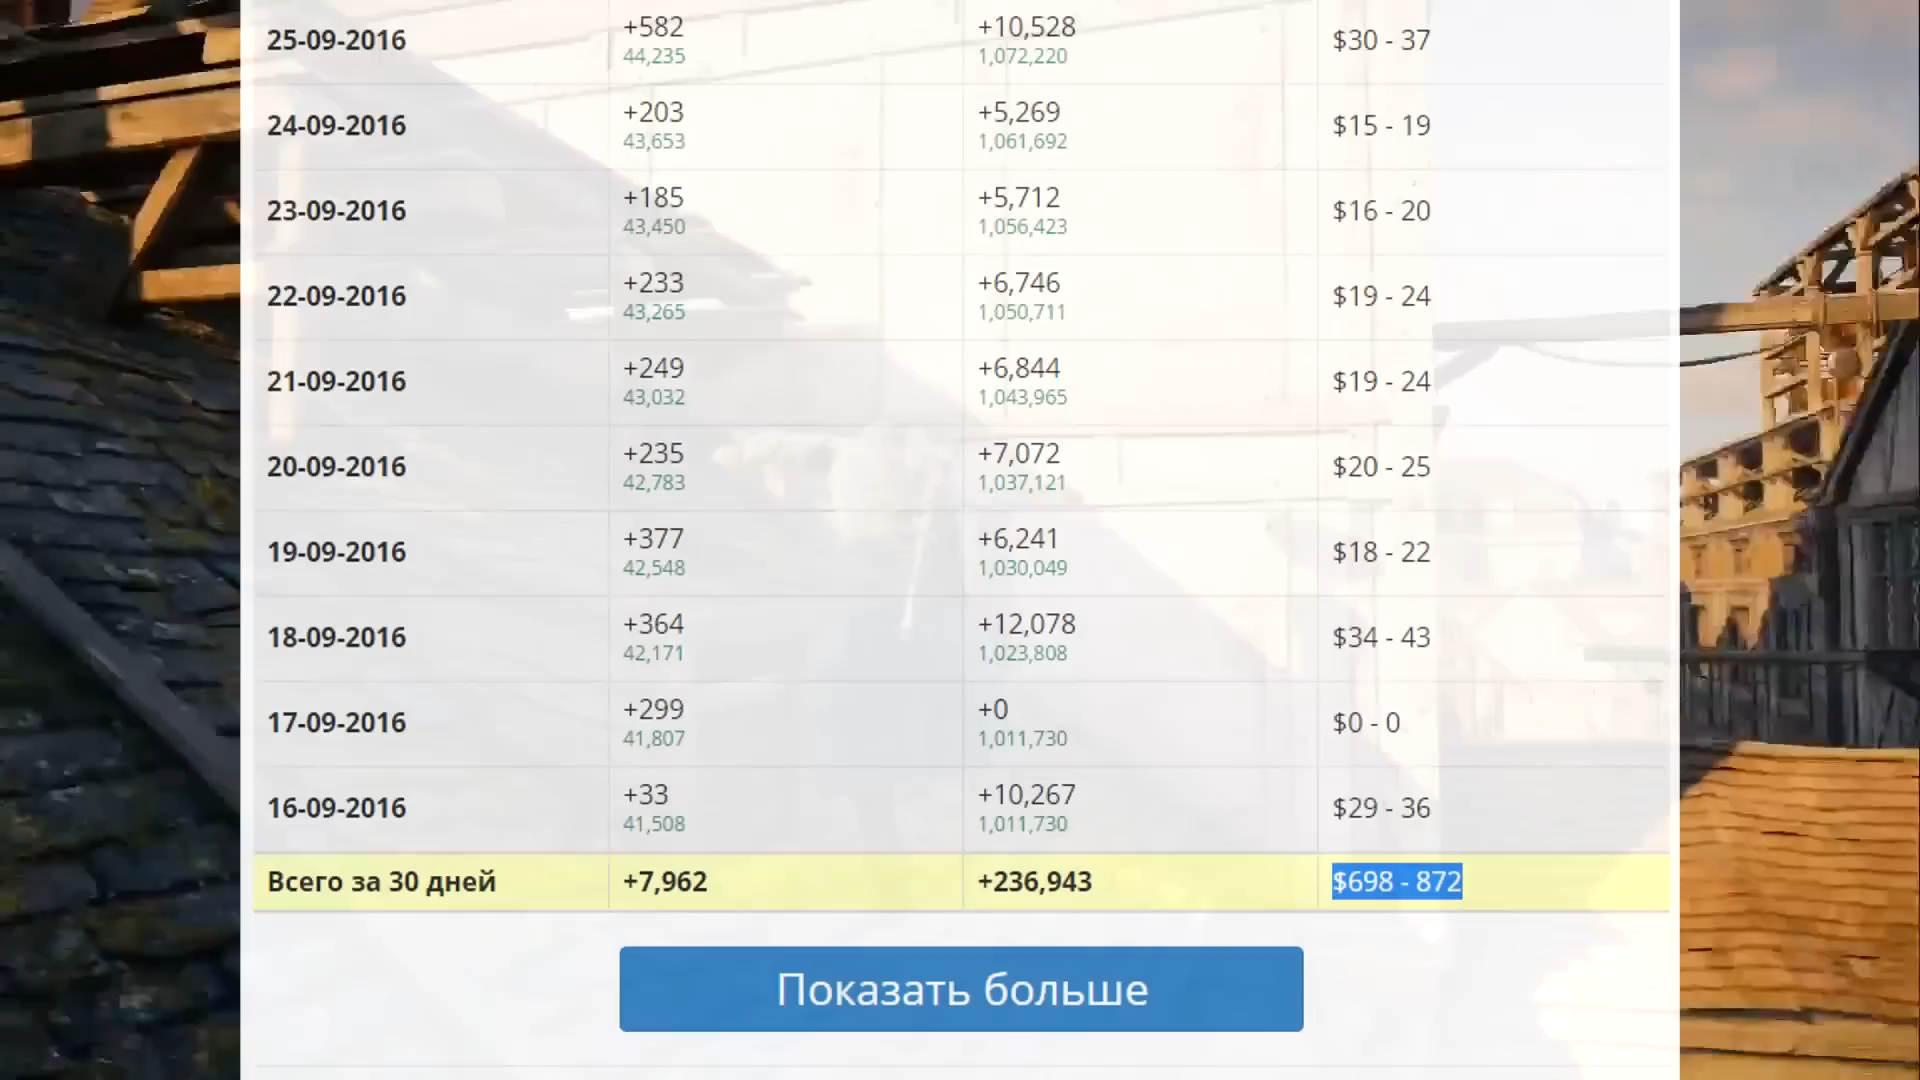 25-09-2016 +582 +10,528 $30 - 37
44,235 1,072,220
24-09-2016 +203 +5,269 $15 - 19
43,653 1,061,692
23-09-2016 +185 +5,712 $16 - 20
43,450 1,056,423
22-09-2016 +233 +6,746 $19 - 24
43,265 1,050,711
21-09-2016 +249 +6,844 $19 - 24
43,032 1,043,965
20-09-2016 +235 +7,072 $20 - 25
42,783 1,037,121
19-09-2016 +377 +6,241 $18 - 22
42,548 1,030,049
18-09-2016 +364 +12,078 $34 - 43
42,171 1,023,808
17-09-2016 +299 +0 $0 - 0
41,807 1,011,730
16-09-2016 +33 +10,267 $29 - 36
41,508 1,011,730
Всего за 30 дней +7,962 +236,943 $698 - 872
Показать больше